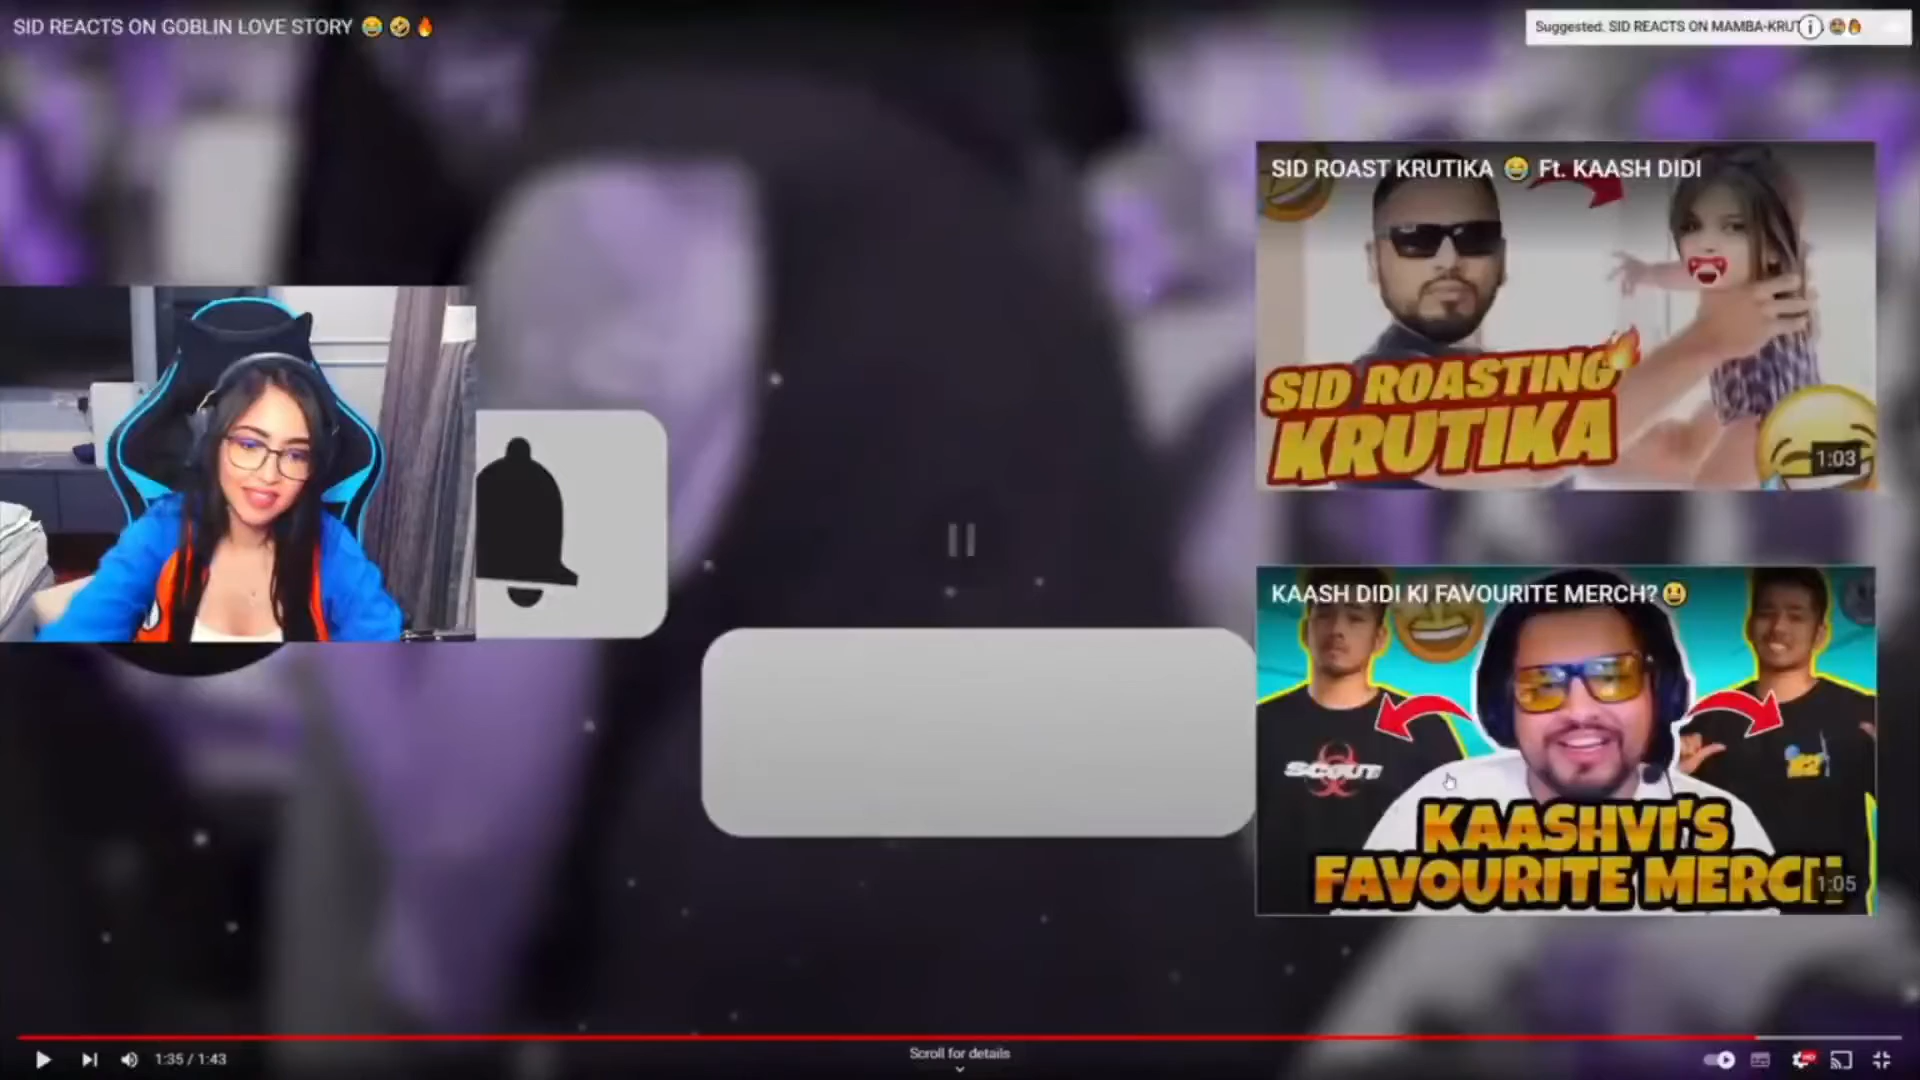 SID REACTS ON GOBLIN LOVE STORY 😂 🤣 🔥
Suggested: SID REACTS ON MAMBA-KRUT
SID ROAST KRUTIKA 😂 Ft. KAASH DIDI
SID ROASTING
KRUTIKA
1:03
KAASH DIDI KI FAVOURITE MERCH? 😃
SCOUT
KAASHVI'S
FAVOURITE MERCH
1:05
1:35 / 1:43
Scroll for details
HD